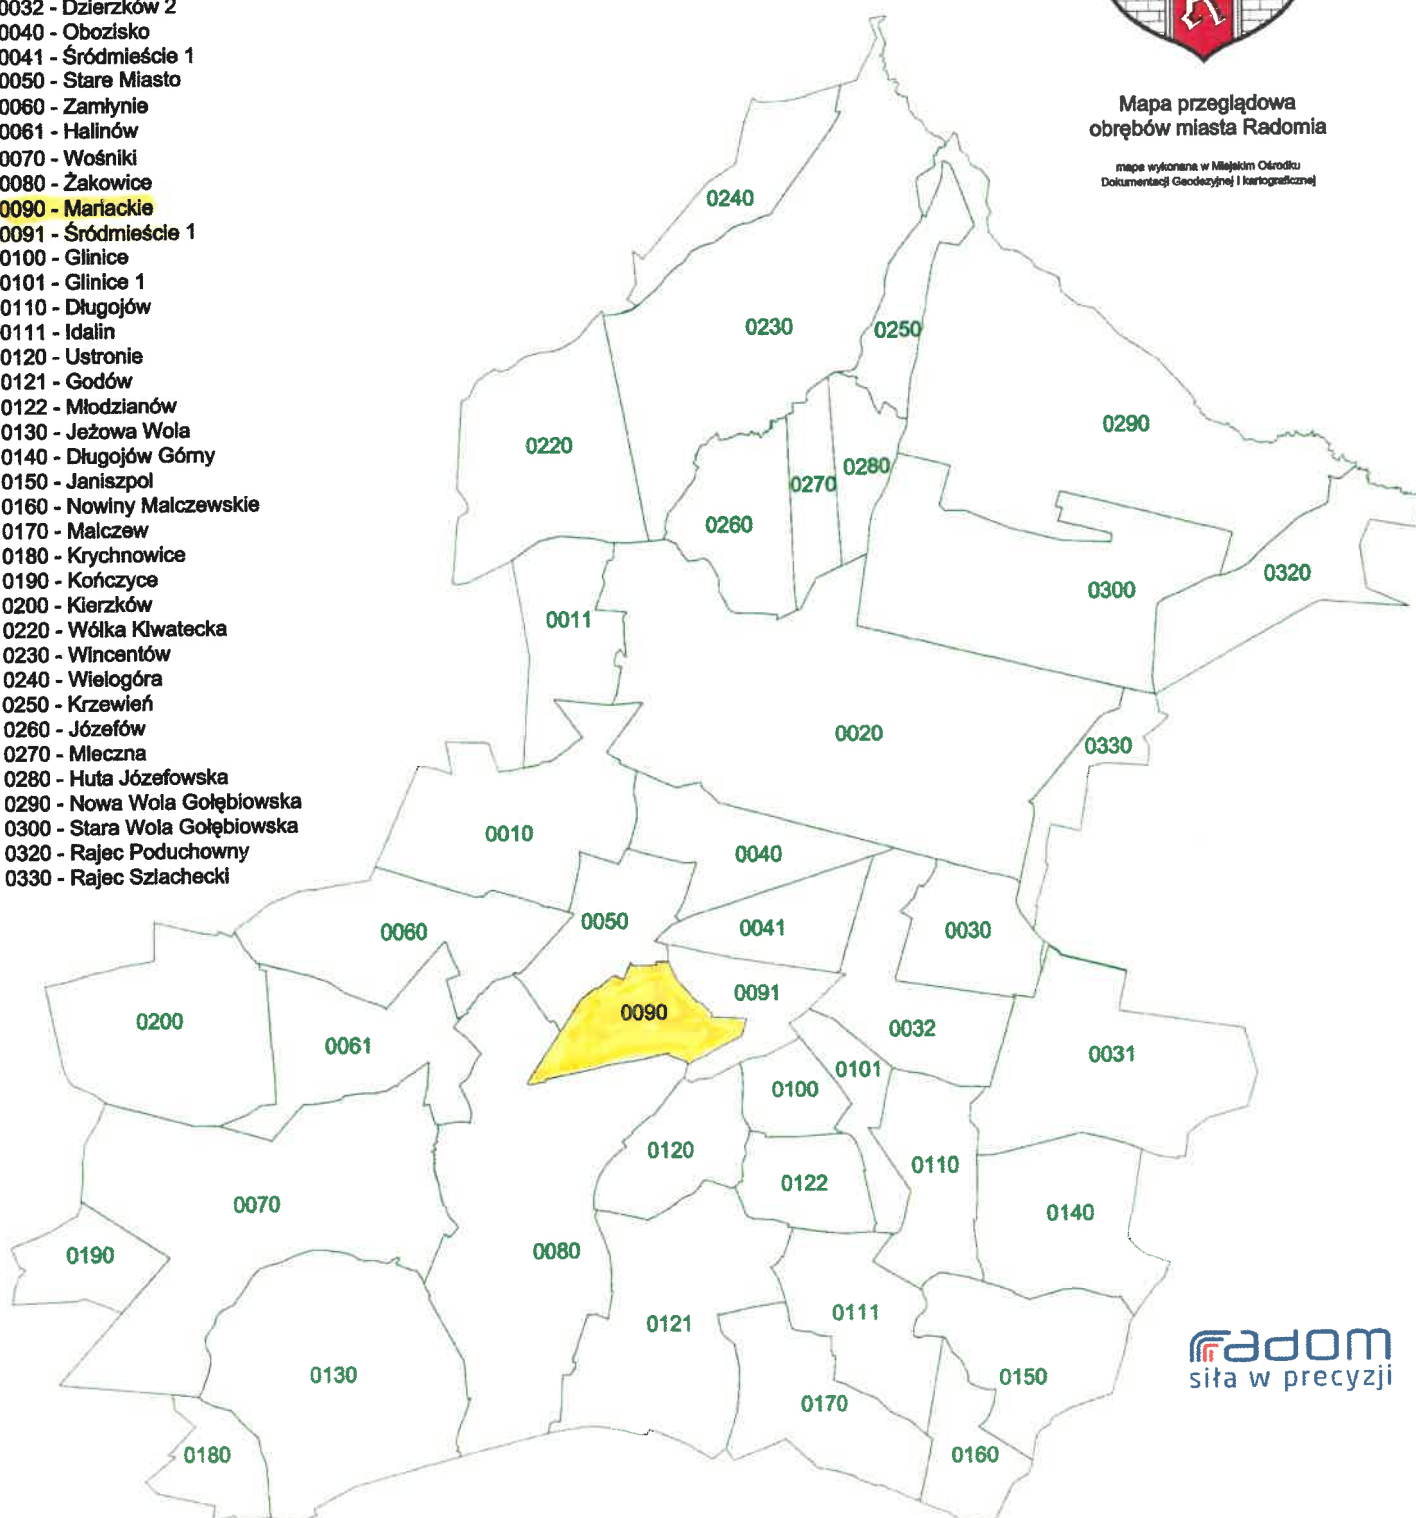 0032 - Dzierzków 2
0040 - Obozisko
0041 - Śródmieście 1
0050 - Stare Miasto
0060 - Zamłynie
0061 - Halinów
0070 - Wośniki
0080 - Żakowice
0090 - Mariackie
0091 - Śródmieście 1
0100 - Glinice
0101 - Glinice 1
0110 - Długojów
0111 - Idalin
0120 - Ustronie
0121 - Godów
0122 - Młodzianów
0130 - Jeżowa Wola
0140 - Długojów Górny
0150 - Janiszpol
0160 - Nowiny Malczewskie
0170 - Malczew
0180 - Krychnowice
0190 - Kończyce
0200 - Kierzków
0220 - Wólka Klwatecka
0230 - Wincentów
0240 - Wielogóra
0250 - Krzewień
0260 - Józefów
0270 - Mleczna
0280 - Huta Józefowska
0290 - Nowa Wola Gołębiowska
0300 - Stara Wola Gołębiowska
0320 - Rajec Poduchowny
0330 - Rajec Szlachecki
R
Mapa przeglądowa
obrębów miasta Radomia
mapa wykonana w Miejskim Ośrodku
Dokumentacji Geodezyjnej i kartograficznej
0240
0230
0250
0290
0220
0280
0270
0260
0320
0300
0011
0020
0330
0010
0040
0050
0041
0030
0060
0091
0090
0200
0032
0061
0031
0101
0100
0120
0110
0122
0070
0140
0080
0190
0111
0121
0130
0150
0170
0180
0160
radom
siła w precyzji